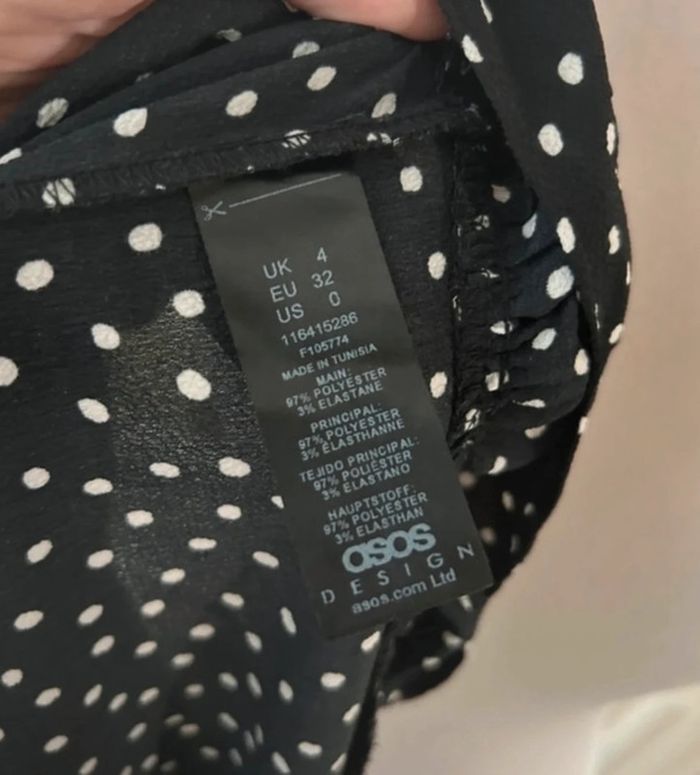 UK 4
EU 32
US 0
116415286
F105774
MADE IN TUNISIA
MAIN:
97% POLYESTER
3% ELASTANE
PRINCIPAL:
97% POLYESTER
3% ÉLASTHANNE
TEJIDO PRINCIPAL:
97% POLIÉSTER
3% ELASTANO
HAUPTSTOFF:
97% POLYESTER
3% ELASTHAN
asos
DESIGN
asos.com Ltd